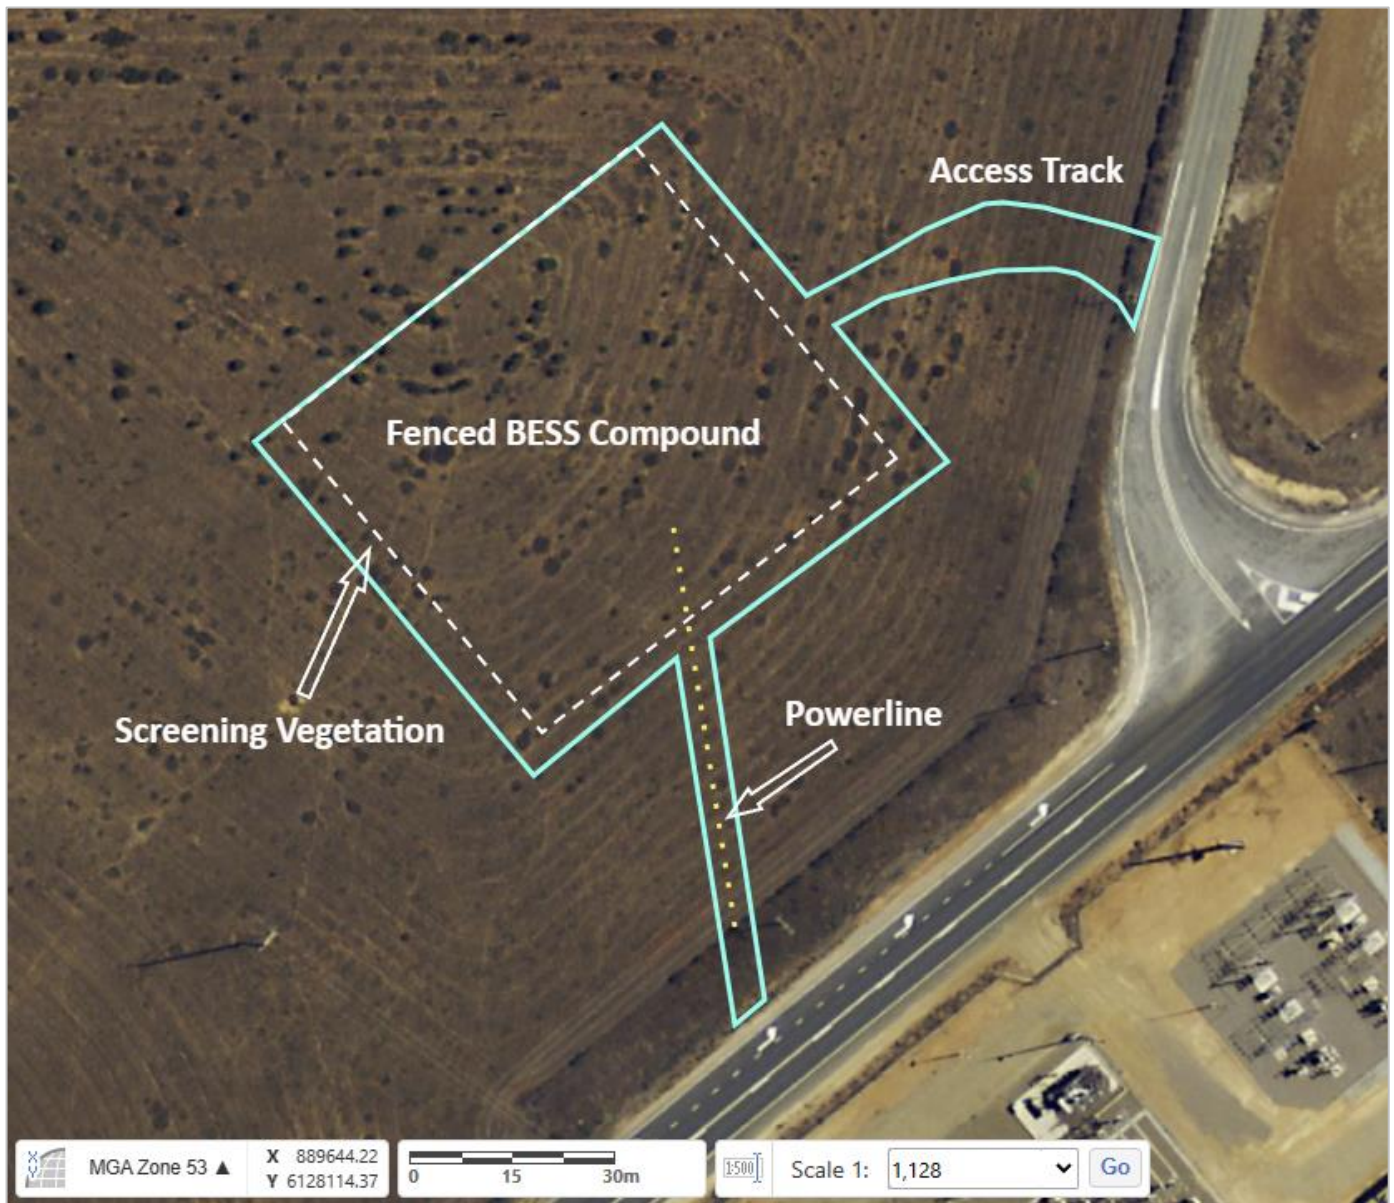 Access Track
Fenced BESS Compound
Screening Vegetation
Powerline
MGA Zone 53 ▲
X 889644.22
Y 6128114.37
0 15 30m
1:500
Scale 1: 1,128 Go